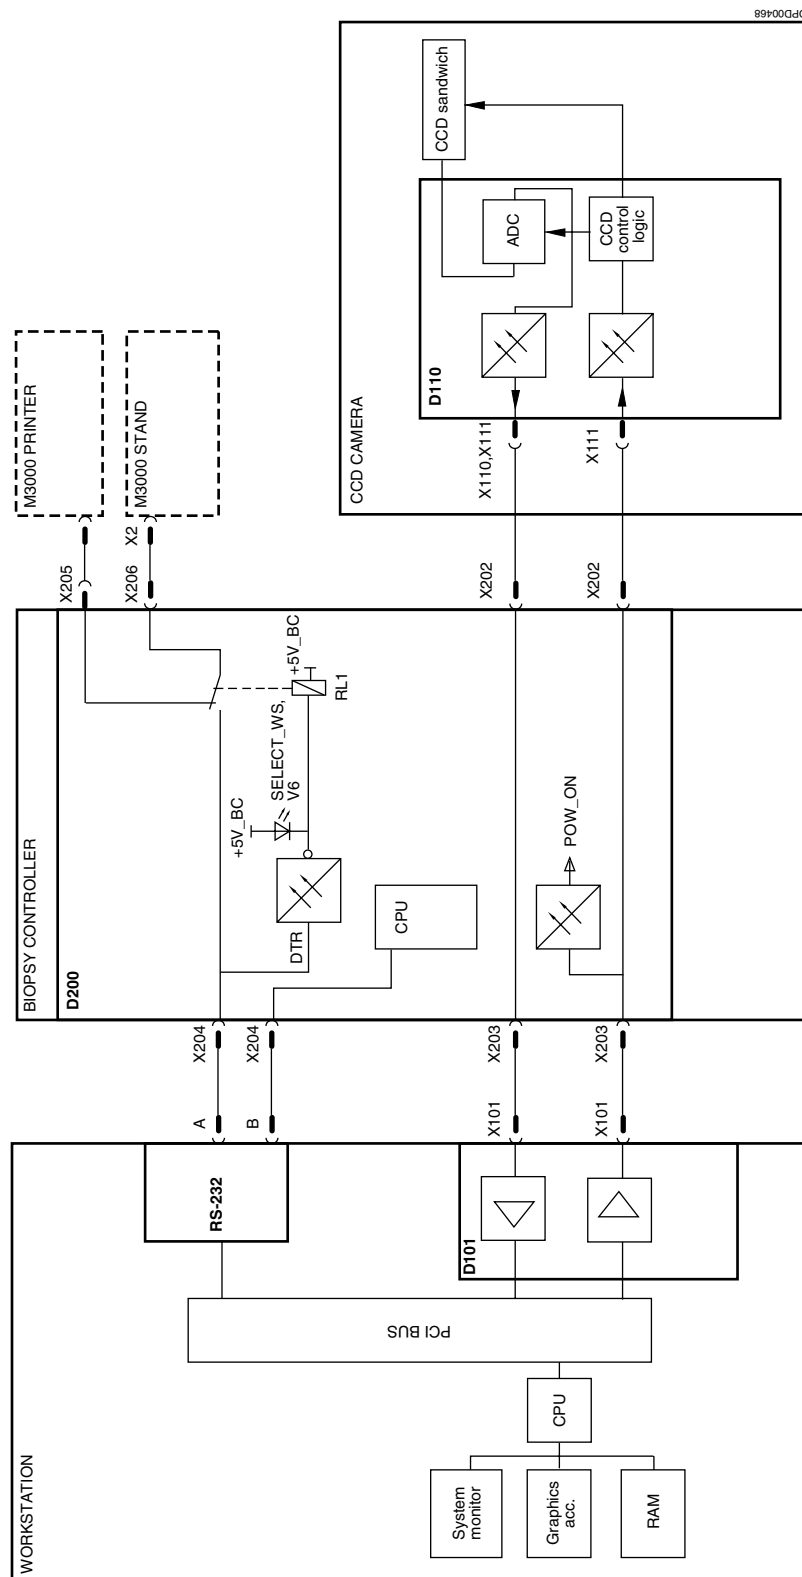 WORKSTATION
System
monitor
Graphics
acc.
RAM
CPU
PCI BUS
RS-232
D101
A
B
X101
X101
X204
X204
X203
X203
BIOPSY CONTROLLER
D200
DTR
+5V_BC
SELECT_WS,
V6
+5V_BC
RL1
CPU
POW_ON
X205
X206
X2
X202
X202
M3000 PRINTER
M3000 STAND
CCD CAMERA
X110,X111
X111
D110
ADC
CCD
control
logic
CCD sandwich